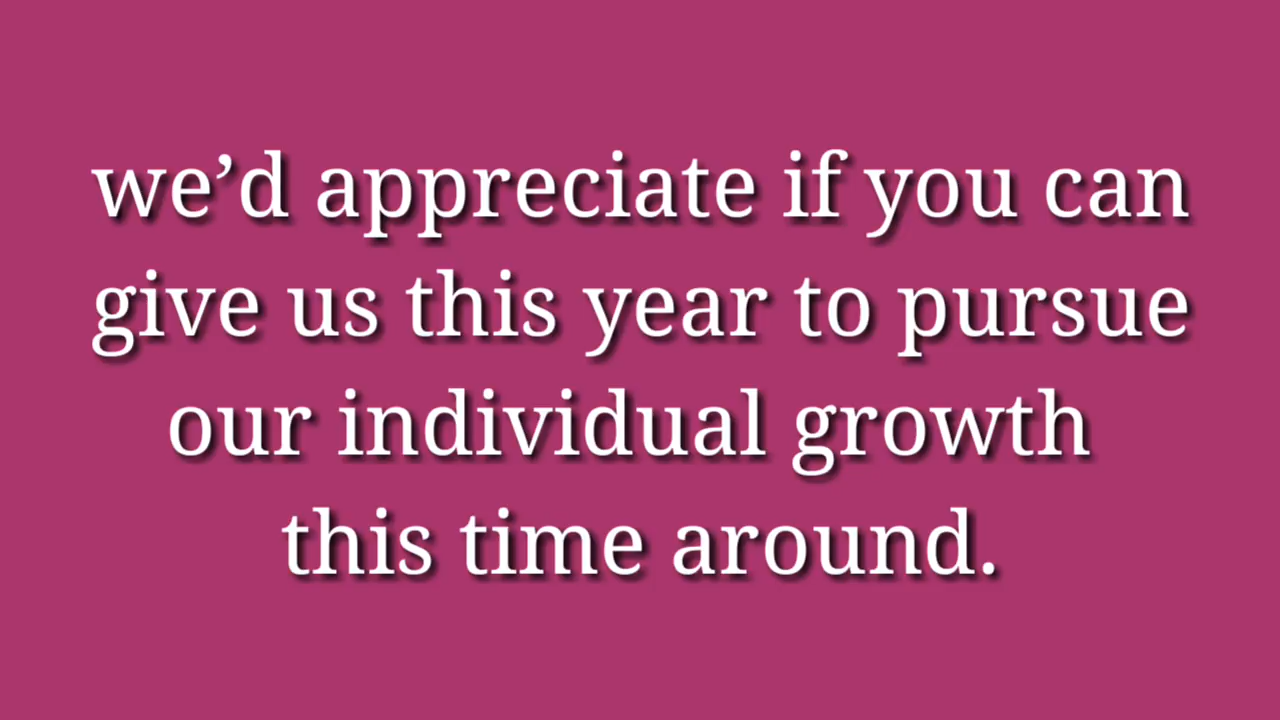 we’d appreciate if you can
give us this year to pursue
our individual growth
this time around.